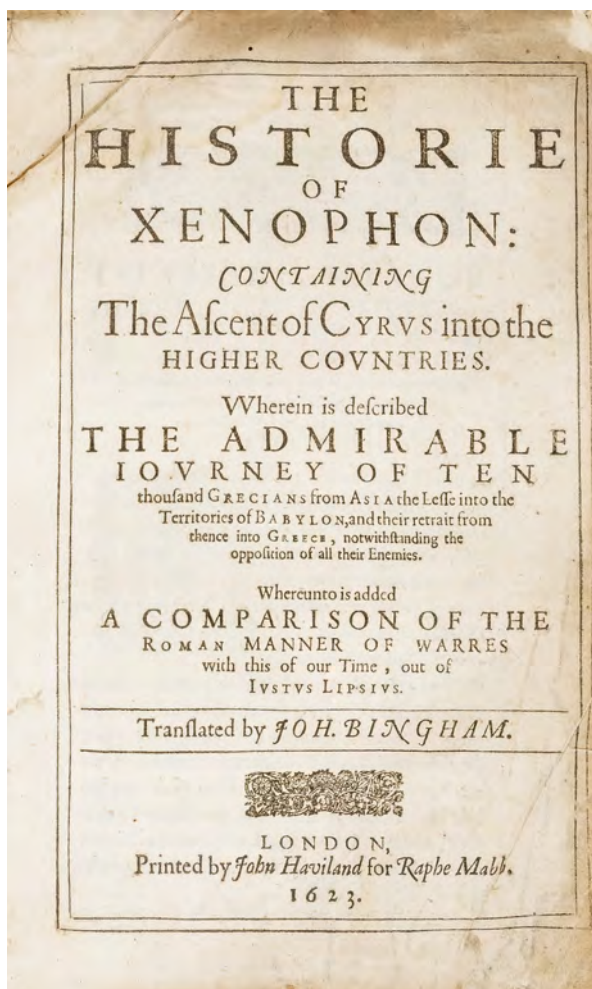 THE
HISTORIE
OF
XENOPHON:
CONTAINING
The Aſcent of CYRVS into the
HIGHER COVNTRIES.
Wherein is deſcribed
THE ADMIRABLE
IOVRNEY OF TEN
thouſand GRECIANS from ASIA the Leſſe into the
Territories of BABYLON, and their retrait from
thence into GREECE, notwithſtanding the
oppoſition of all their Enemies.
Whereunto is added
A COMPARISON OF THE
ROMAN MANNER OF WARRES
with this of our Time, out of
IVSTVS LIPSIVS.
Tranſlated by JOH. BINGHAM.
LONDON,
Printed by John Haviland for Raphe Mabb.
1623.